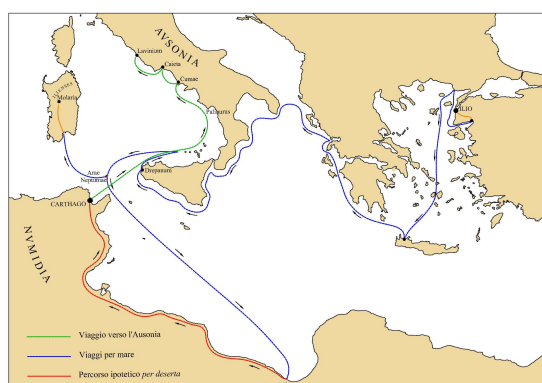 AVSONIA
Lavinium
Caieta
Cumae
ILIENSES
Molaria
Palinurus
ILIO
Drepanum
Arae
Neptuniae
CARTHAGO
NVMIDIA
Viaggio verso l'Ausonia
Viaggi per mare
Percorso ipotetico per deserta